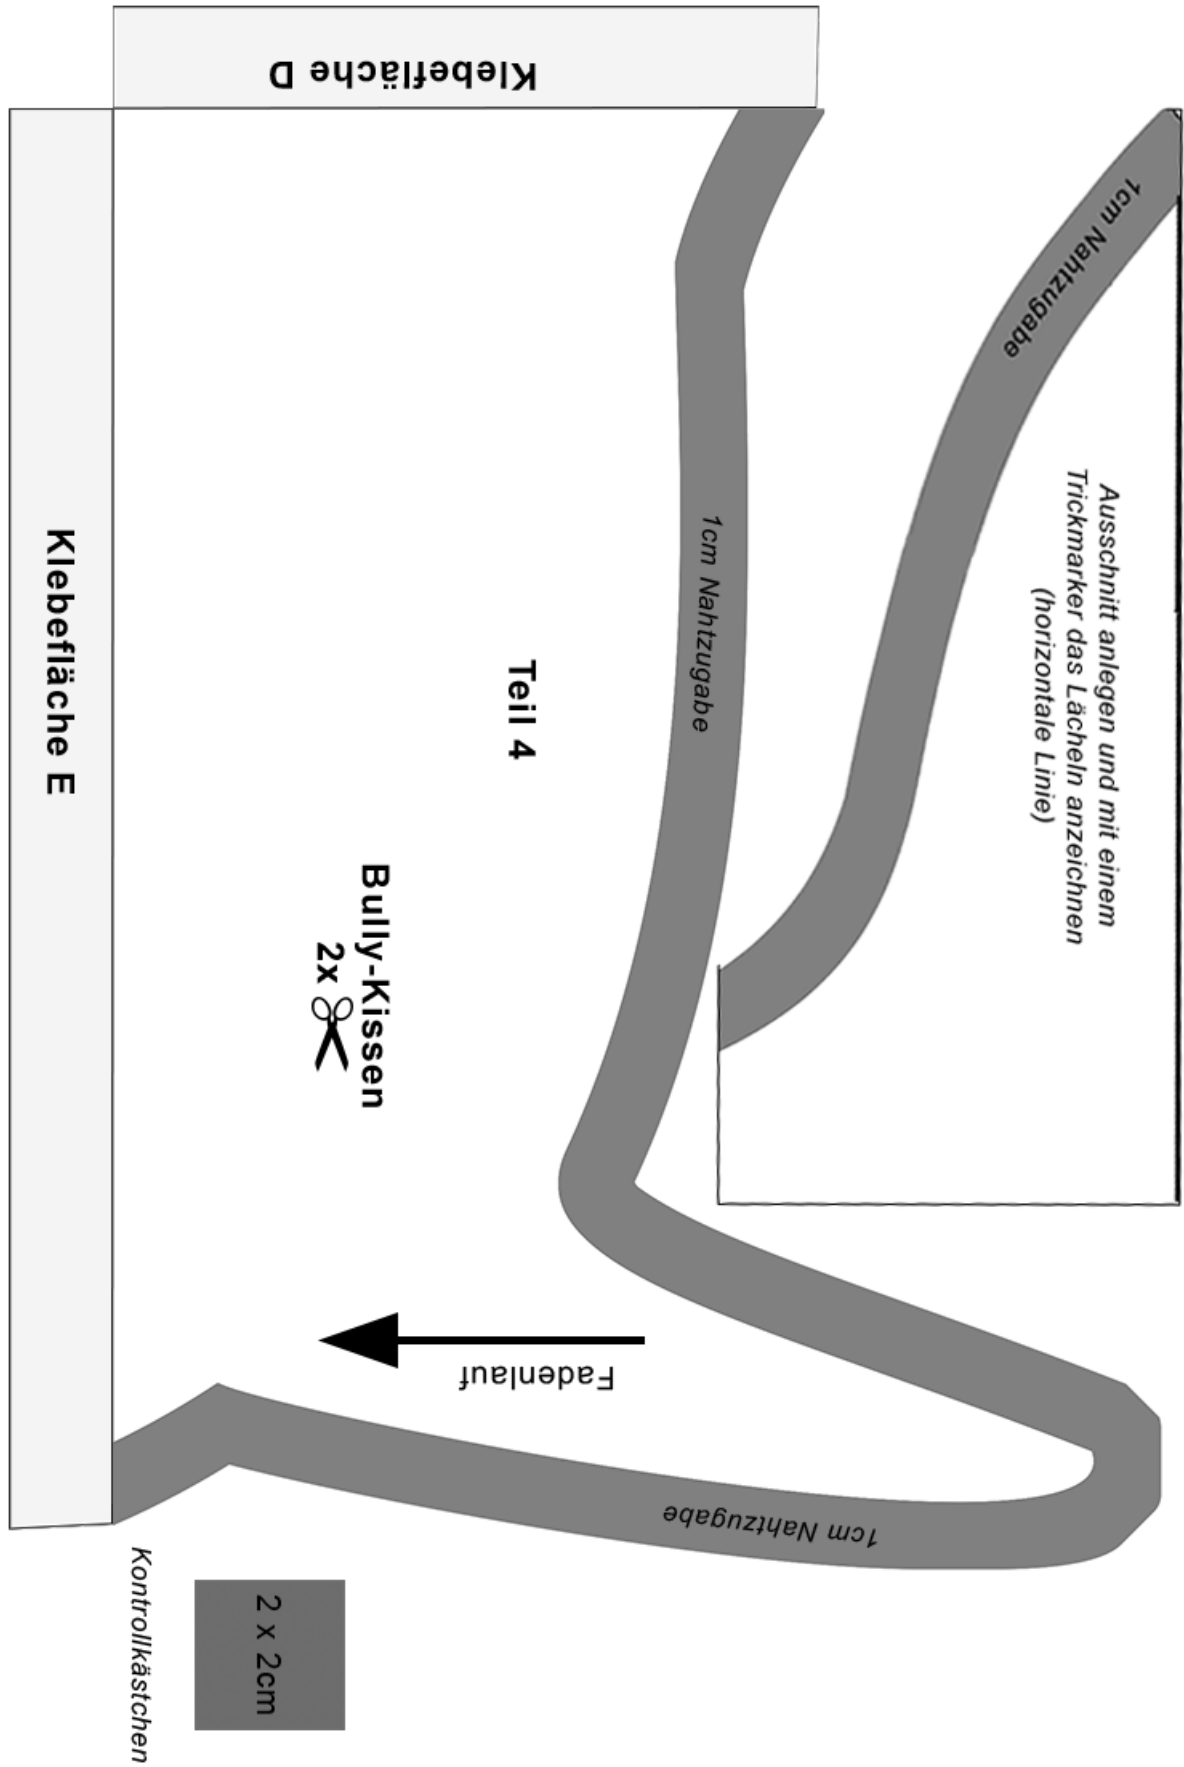 Klebefläche D
Klebefläche E
1cm Nahtzugabe
Ausschnitt anlegen und mit einem
Trickmarker das Lächeln anzeichnen
(horizontale Linie)
1cm Nahtzugabe
Teil 4
Bully-Kissen
2x
Fadenlauf
1cm Nahtzugabe
Kontrollkästchen
2 x 2cm